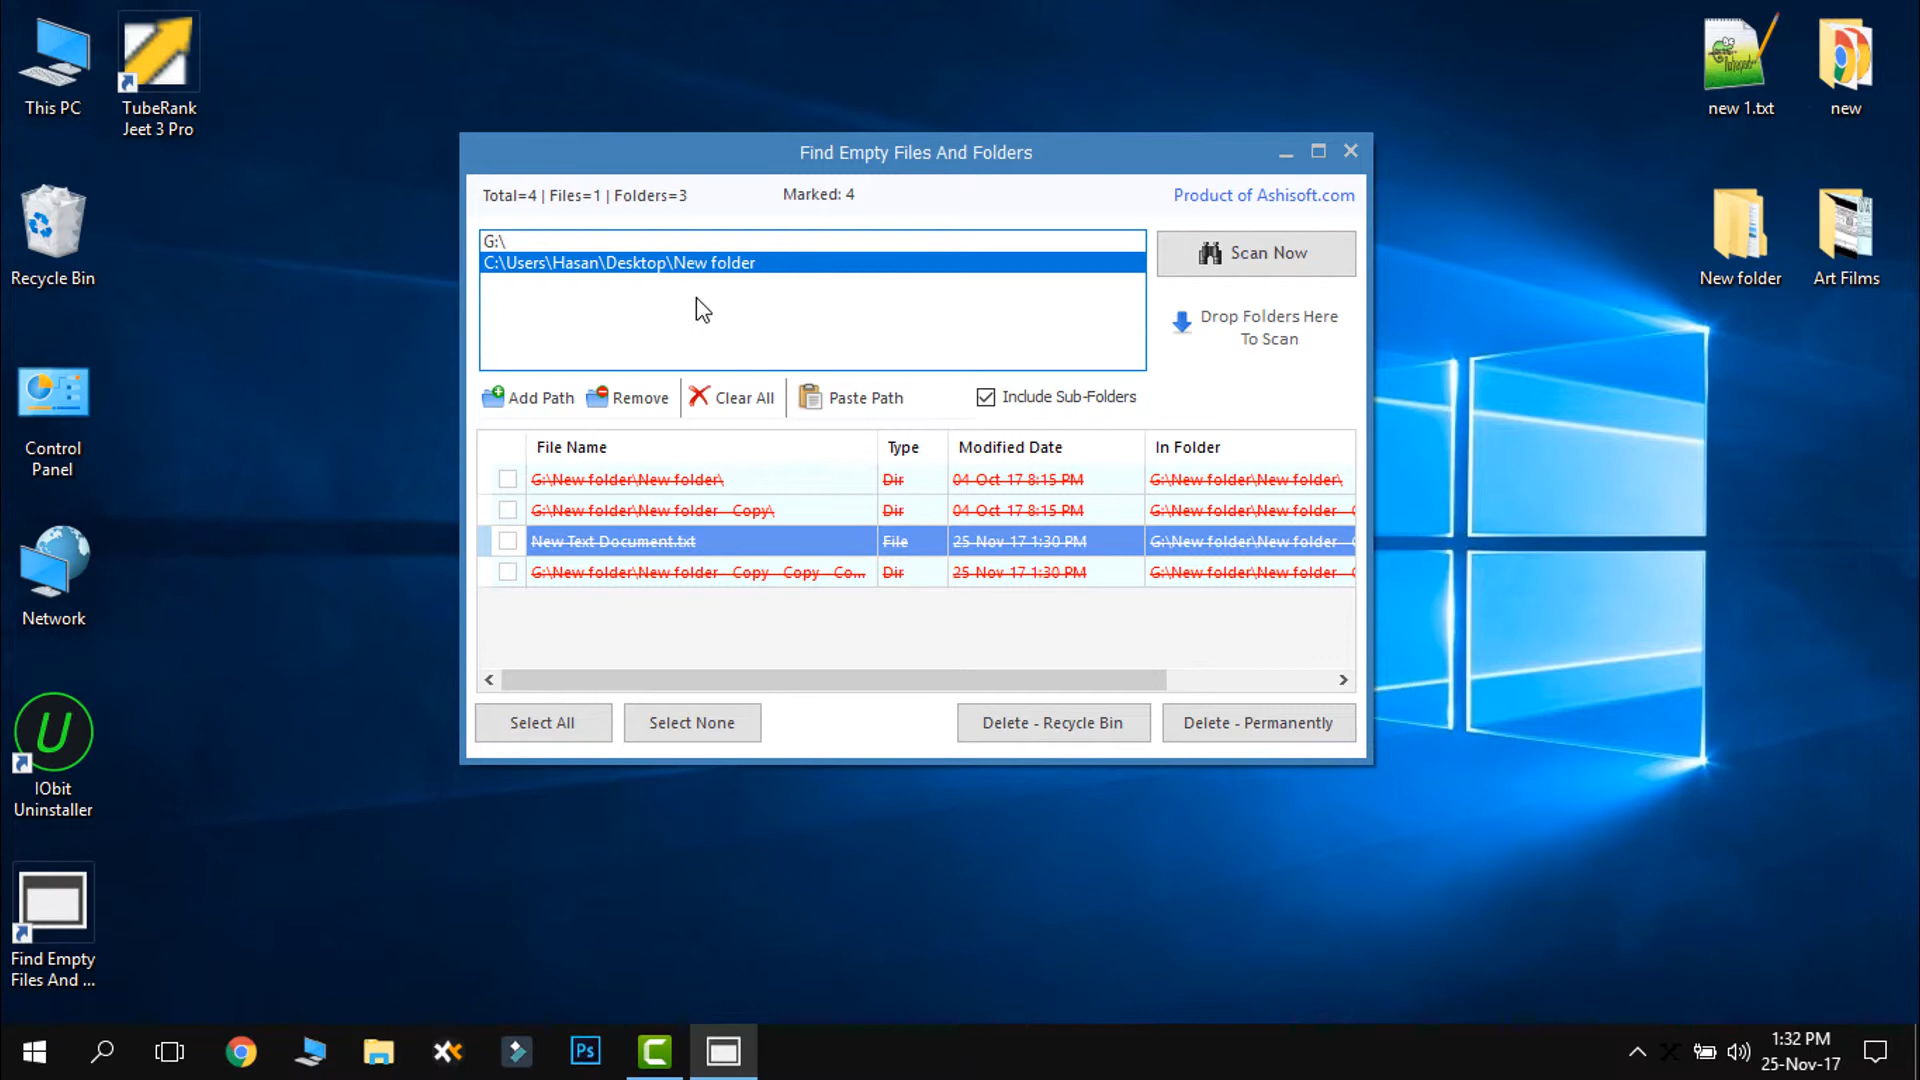 This PC
TubeRank
Jeet 3 Pro
new 1.txt
new
Recycle Bin
New folder
Art Films
Control
Panel
Network
IObit
Uninstaller
Find Empty
Files And ...
Find Empty Files And Folders
Total=4 | Files=1 | Folders=3
Marked: 4
Product of Ashisoft.com
G:\
C:\Users\Hasan\Desktop\New folder
Scan Now
Drop Folders Here
To Scan
Add Path
Remove
Clear All
Paste Path
Include Sub-Folders
File Name Type Modified Date In Folder
G:\New folder\New folder\ Dir 04-Oct-17 8:15 PM G:\New folder\New folder\
G:\New folder\New folder - Copy\ Dir 04-Oct-17 8:15 PM G:\New folder\New folder -
New Text Document.txt File 25-Nov-17 1:30 PM G:\New folder\New folder -
G:\New folder\New folder - Copy - Copy - Co... Dir 25-Nov-17 1:30 PM G:\New folder\New folder -
Select All
Select None
Delete - Recycle Bin
Delete - Permanently
Ps
1:32 PM
25-Nov-17